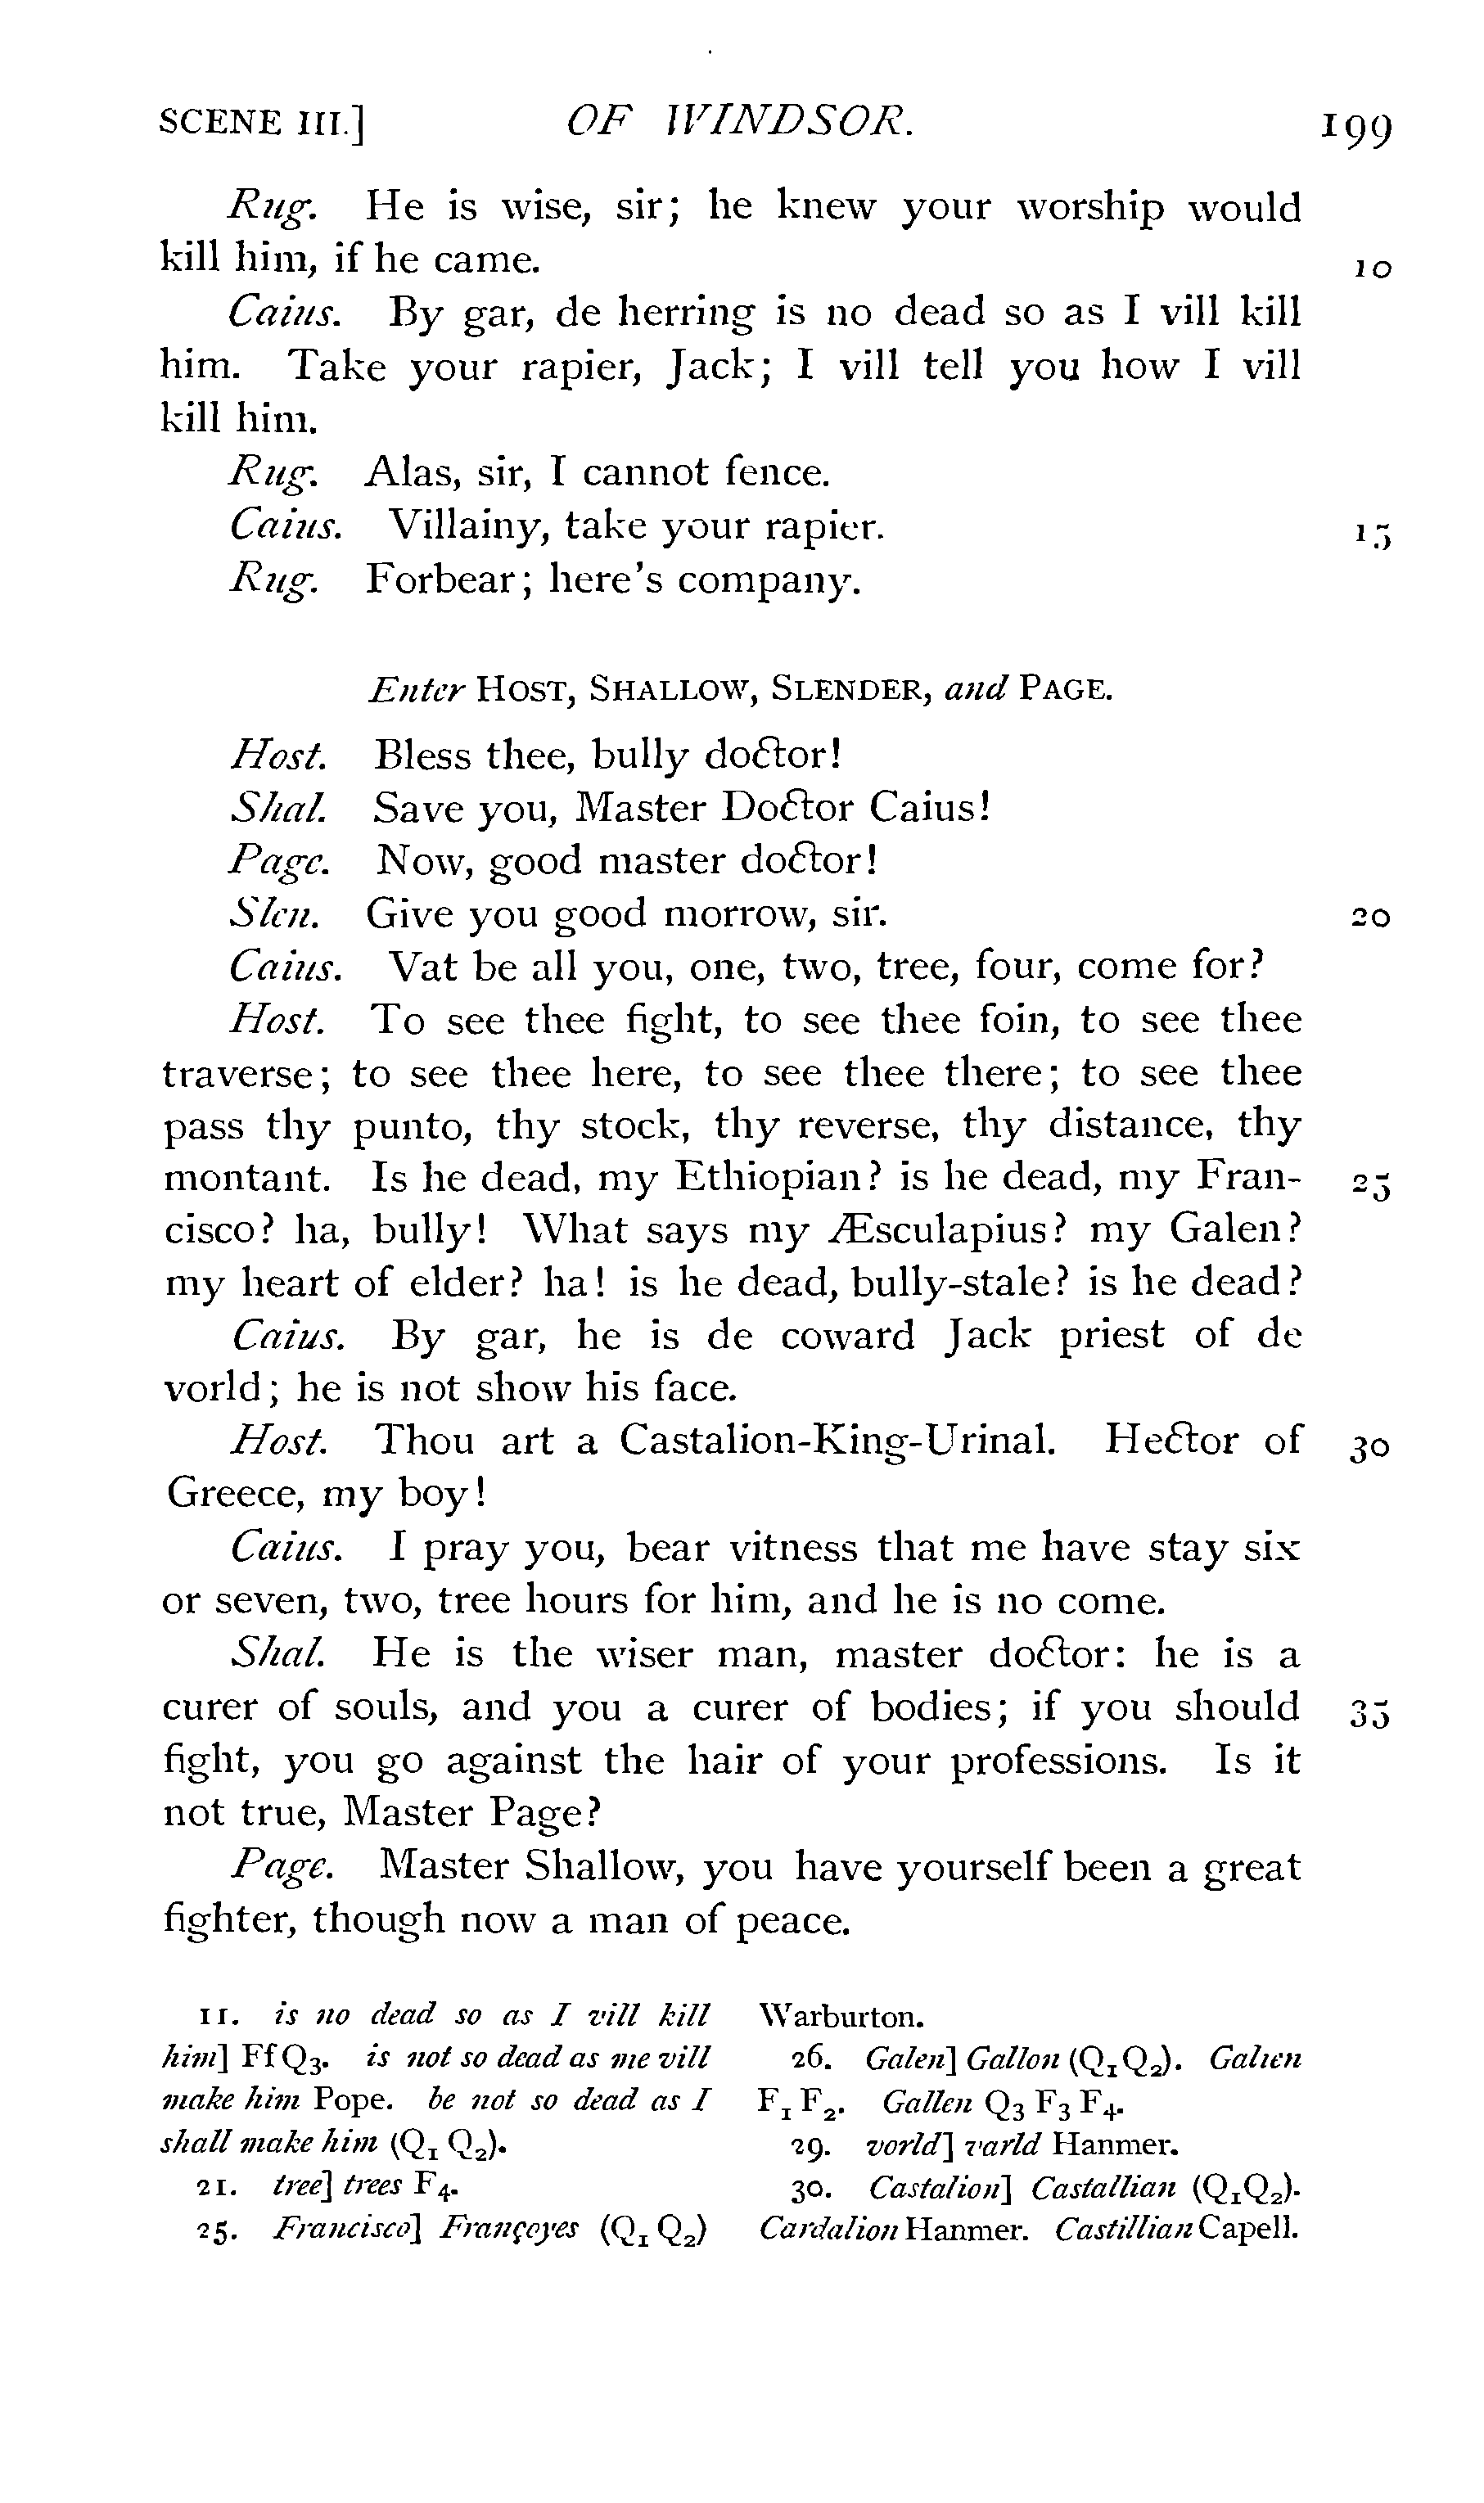 SCENE III.] OF WINDSOR. 199
Rug. He is wise, sir; he knew your worship would
kill him, if he came. 10
Caius. By gar, de herring is no dead so as I vill kill
him. Take your rapier, Jack; I vill tell you how I vill
kill him.
Rug. Alas, sir, I cannot fence.
Caius. Villainy, take your rapier. 15
Rug. Forbear; here's company.
Enter HOST, SHALLOW, SLENDER, and PAGE.
Host. Bless thee, bully doctor!
Shal. Save you, Master Doctor Caius!
Page. Now, good master doctor!
Slen. Give you good morrow, sir. 20
Caius. Vat be all you, one, two, tree, four, come for?
Host. To see thee fight, to see thee foin, to see thee
traverse; to see thee here, to see thee there; to see thee
pass thy punto, thy stock, thy reverse, thy distance, thy
montant. Is he dead, my Ethiopian? is he dead, my Fran- 25
cisco? ha, bully! What says my Æsculapius? my Galen?
my heart of elder? ha! is he dead, bully-stale? is he dead?
Caius. By gar, he is de coward Jack priest of de
vorld; he is not show his face.
Host. Thou art a Castalion-King-Urinal. Hector of 30
Greece, my boy!
Caius. I pray you, bear vitness that me have stay six
or seven, two, tree hours for him, and he is no come.
Shal. He is the wiser man, master doctor: he is a
curer of souls, and you a curer of bodies; if you should 35
fight, you go against the hair of your professions. Is it
not true, Master Page?
Page. Master Shallow, you have yourself been a great
fighter, though now a man of peace.
11. is no dead so as I vill kill
him] Ff Q3. is not so dead as me vill
make him Pope. be not so dead as I
shall make him (Q1 Q2).
21. tree] trees F4.
25. Francisco] Françoyes (Q1 Q2)
Warburton.
26. Galen] Gallon (Q1 Q2). Galien
F1 F2. Gallen Q3 F3 F4.
29. vorld] varld Hanmer.
30. Castalion] Castallian (Q1 Q2).
Cardalion Hanmer. Castillian Capell.